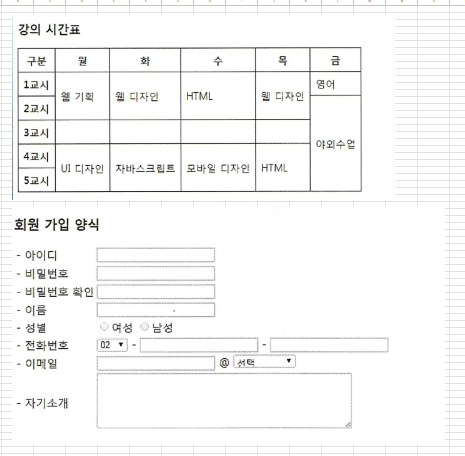 강의 시간표
구분 월 화 수 목 금
1교시 웹 기획 웹 디자인 HTML 웹 디자인 영어
2교시 야외수업
3교시
4교시 UI 디자인 자바스크립트 모바일 디자인 HTML
5교시
회원 가입 양식
- 아이디
- 비밀번호
- 비밀번호 확인
- 이름
- 성별 여성 남성
- 전화번호 02 - -
- 이메일 @ 선택
- 자기소개